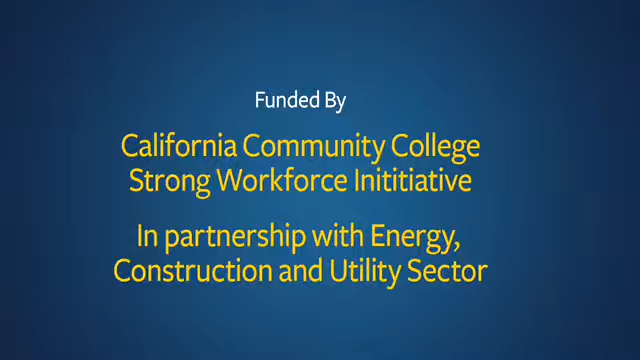 Funded By
California Community College
Strong Workforce Inititiative
In partnership with Energy,
Construction and Utility Sector